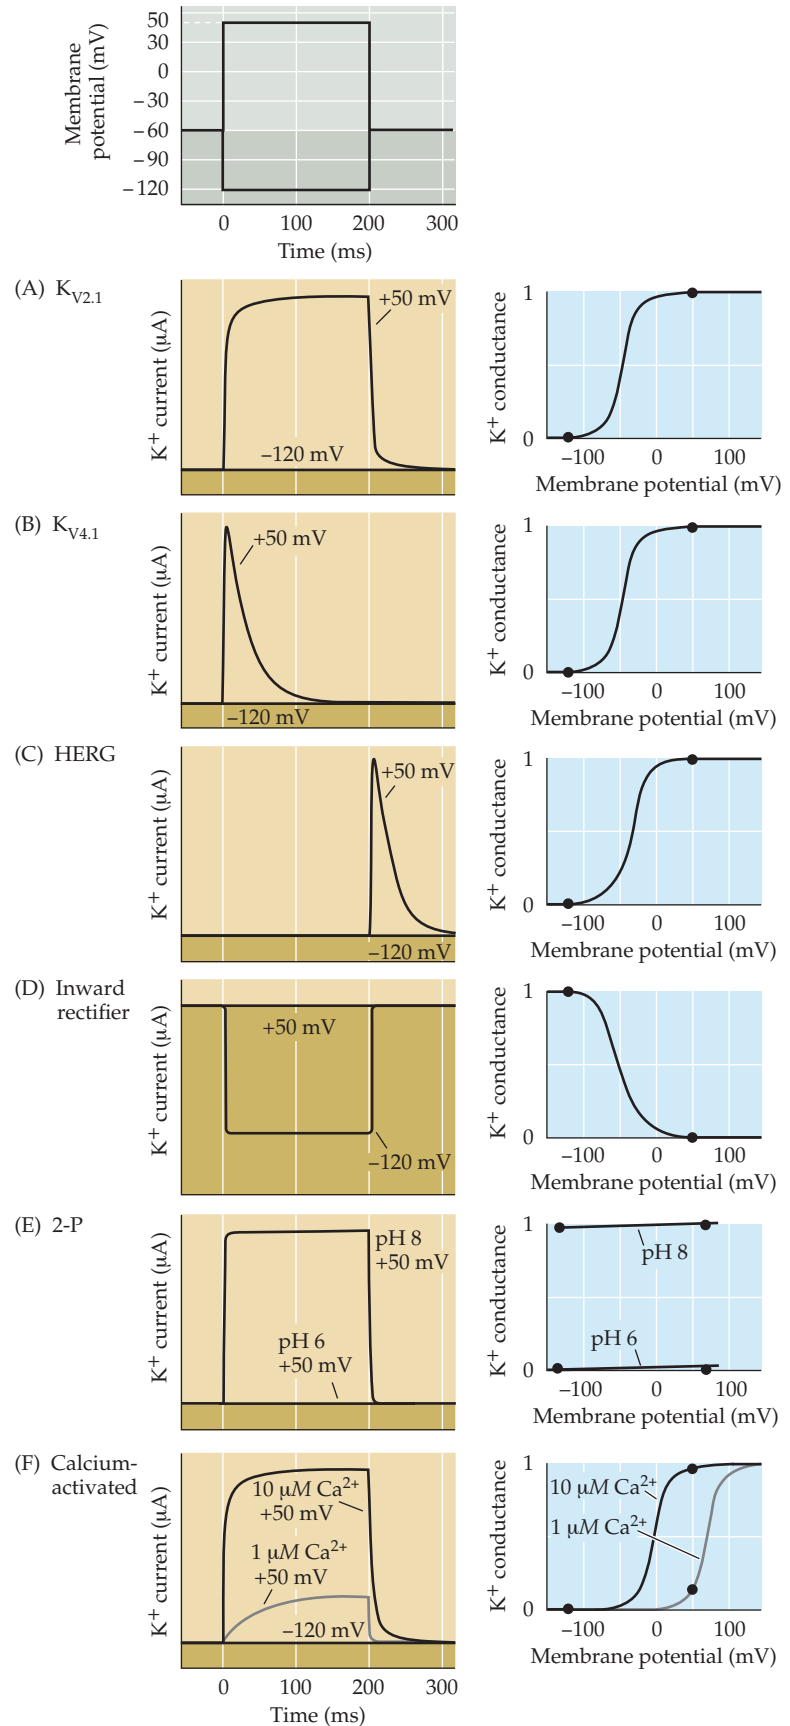 Membrane
potential (mV)
50
30
0
–30
–60
–90
–120
0 100 200 300
Time (ms)
(A) KV2.1
K+ current (μA)
+50 mV
–120 mV
K+ conductance
1
0
–100 0 100
Membrane potential (mV)
(B) KV4.1
K+ current (μA)
+50 mV
–120 mV
K+ conductance
1
0
–100 0 100
Membrane potential (mV)
(C) HERG
K+ current (μA)
+50 mV
–120 mV
K+ conductance
1
0
–100 0 100
Membrane potential (mV)
(D) Inward
rectifier
K+ current (μA)
+50 mV
–120 mV
K+ conductance
1
0
–100 0 100
Membrane potential (mV)
(E) 2-P
K+ current (μA)
pH 8
+50 mV
pH 6
+50 mV
K+ conductance
1
0
pH 8
pH 6
–100 0 100
Membrane potential (mV)
(F) Calcium-
activated
K+ current (μA)
10 μM Ca2+
+50 mV
1 μM Ca2+
+50 mV
–120 mV
0 100 200 300
Time (ms)
K+ conductance
1
0
10 μM Ca2+
1 μM Ca2+
–100 0 100
Membrane potential (mV)